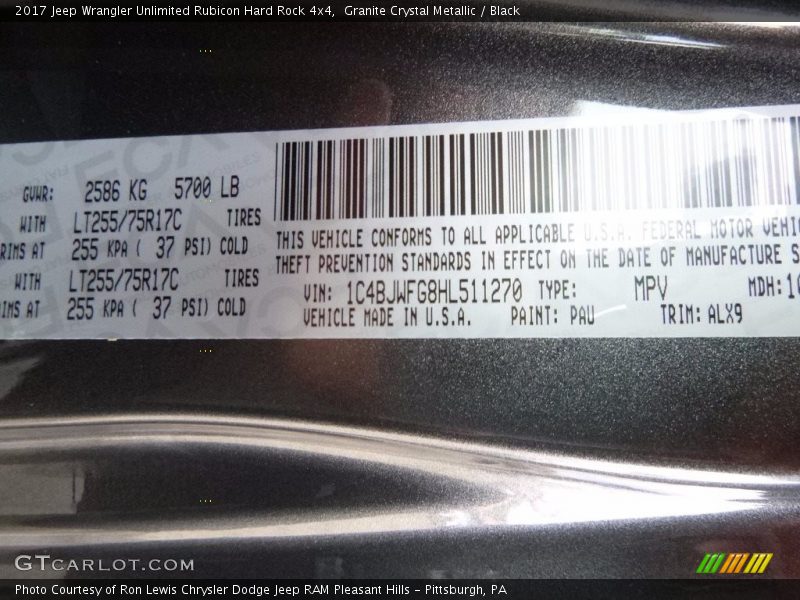 2017 Jeep Wrangler Unlimited Rubicon Hard Rock 4x4,  Granite Crystal Metallic / Black
GVWR: 2586 KG 5700 LB
WITH LT255/75R17C TIRES
RIMS AT 255 KPA ( 37 PSI) COLD
WITH LT255/75R17C TIRES
RIMS AT 255 KPA ( 37 PSI) COLD
THIS VEHICLE CONFORMS TO ALL APPLICABLE U.S.A. FEDERAL MOTOR VEHIC
THEFT PREVENTION STANDARDS IN EFFECT ON THE DATE OF MANUFACTURE S
VIN: 1C4BJWFG8HL511270 TYPE: MPV MDH:10
VEHICLE MADE IN U.S.A. PAINT: PAU TRIM: ALX9
GTCARLOT.COM
Photo Courtesy of Ron Lewis Chrysler Dodge Jeep RAM Pleasant Hills - Pittsburgh, PA